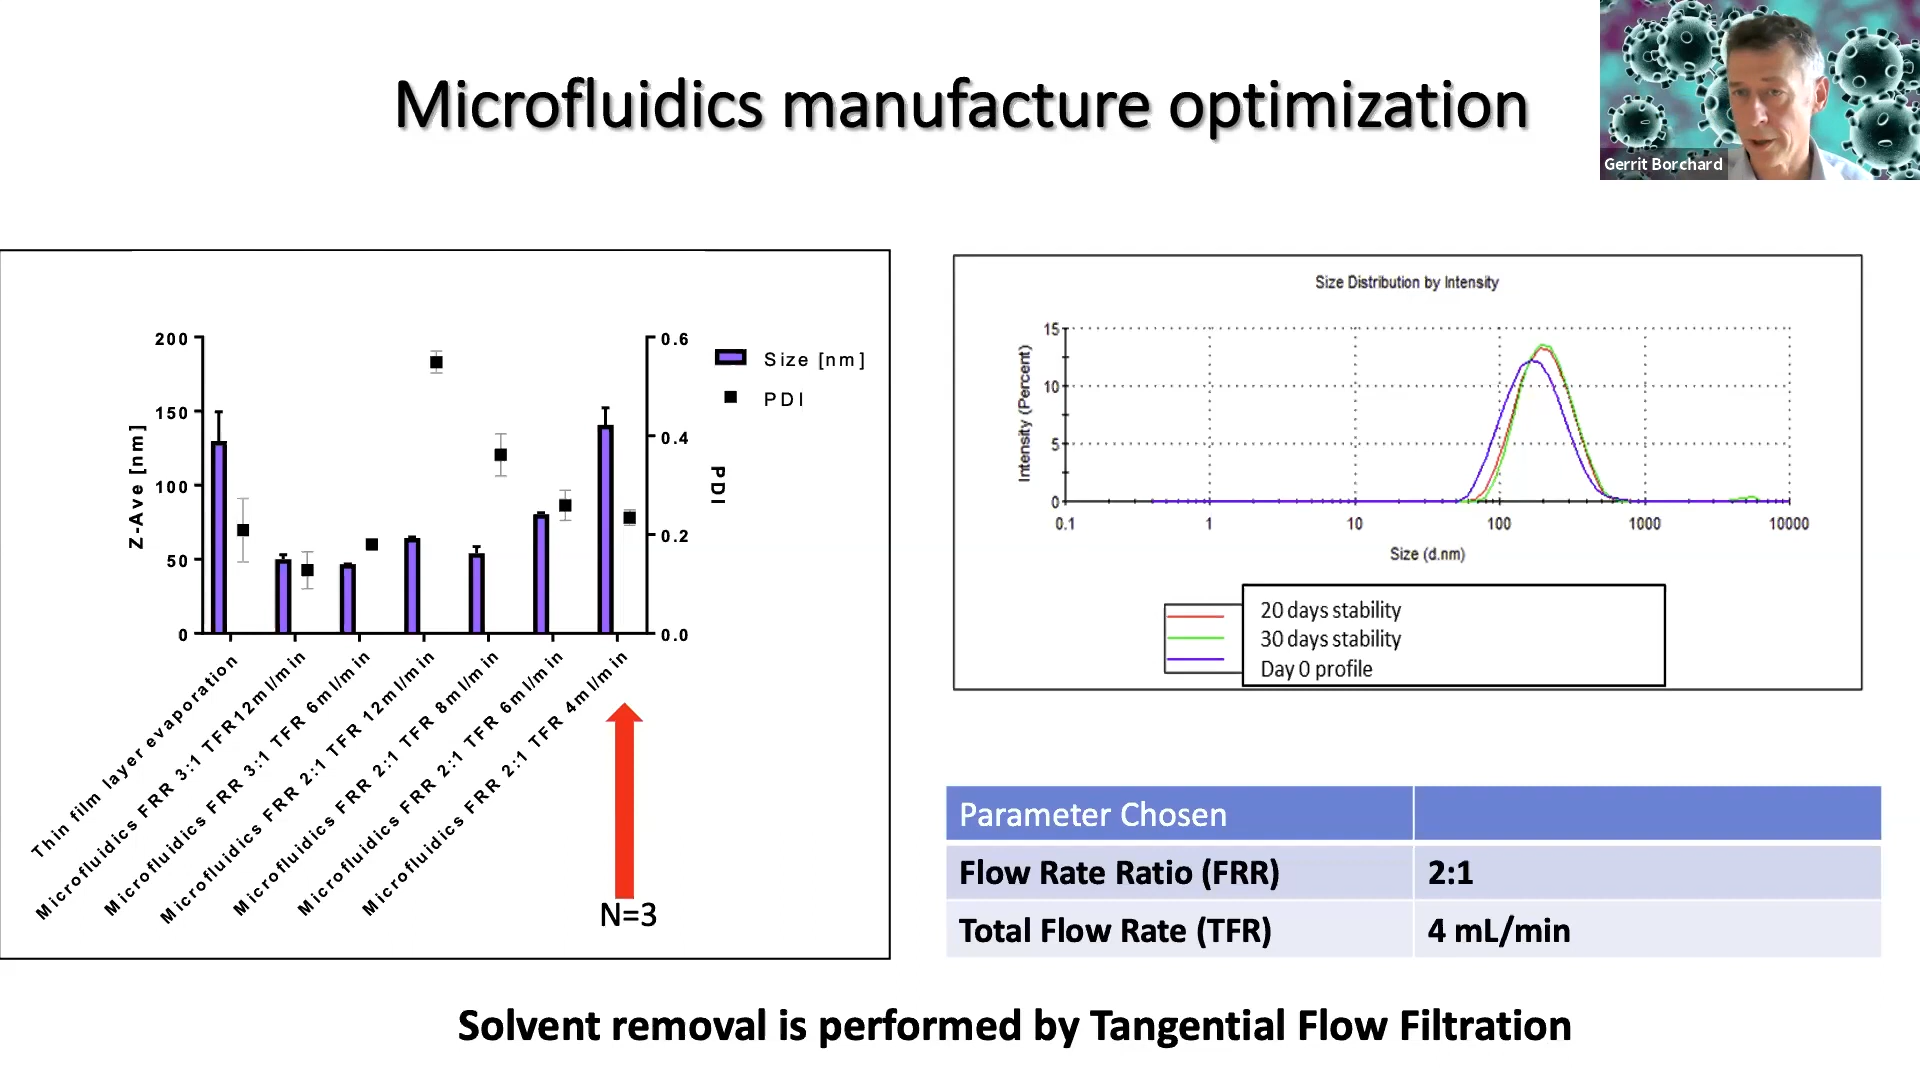 Microfluidics manufacture optimization
Gerrit Borchard
200
150
100
50
0
Z-Ave [nm]
0.6
0.4
0.2
0.0
PDI
Size [nm]
PDI
Thin film layer evaporation
Microfluidics FRR 3:1 TFR12ml/min
Microfluidics FRR 3:1 TFR 6ml/min
Microfluidics FRR 2:1 TFR 12ml/min
Microfluidics FRR 2:1 TFR 8ml/min
Microfluidics FRR 2:1 TFR 6ml/min
Microfluidics FRR 2:1 TFR 4ml/min
N=3
Size Distribution by Intensity
Intensity (Percent)
15
10
5
0
0.1 1 10 100 1000 10000
Size (d.nm)
20 days stability
30 days stability
Day 0 profile
Parameter Chosen
Flow Rate Ratio (FRR) 2:1
Total Flow Rate (TFR) 4 mL/min
Solvent removal is performed by Tangential Flow Filtration